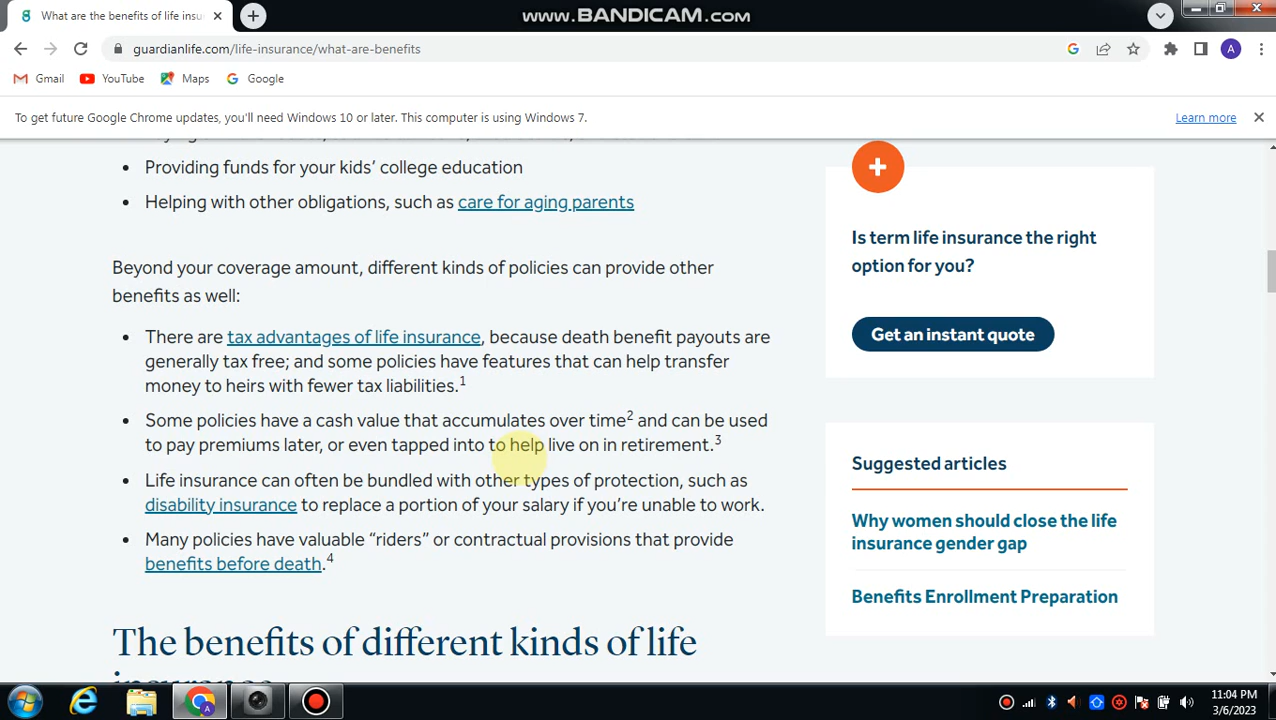 What are the benefits of life insu
www.BANDICAM.com
guardianlife.com/life-insurance/what-are-benefits
A
Gmail
YouTube
Maps
Google
To get future Google Chrome updates, you'll need Windows 10 or later. This computer is using Windows 7.
Learn more
• Providing funds for your kids’ college education
• Helping with other obligations, such as care for aging parents
Beyond your coverage amount, different kinds of policies can provide other
benefits as well:
• There are tax advantages of life insurance, because death benefit payouts are
generally tax free; and some policies have features that can help transfer
money to heirs with fewer tax liabilities.1
• Some policies have a cash value that accumulates over time2 and can be used
to pay premiums later, or even tapped into to help live on in retirement.3
• Life insurance can often be bundled with other types of protection, such as
disability insurance to replace a portion of your salary if you’re unable to work.
• Many policies have valuable “riders” or contractual provisions that provide
benefits before death.4
The benefits of different kinds of life
Is term life insurance the right
option for you?
Get an instant quote
Suggested articles
Why women should close the life
insurance gender gap
Benefits Enrollment Preparation
11:04 PM
3/6/2023